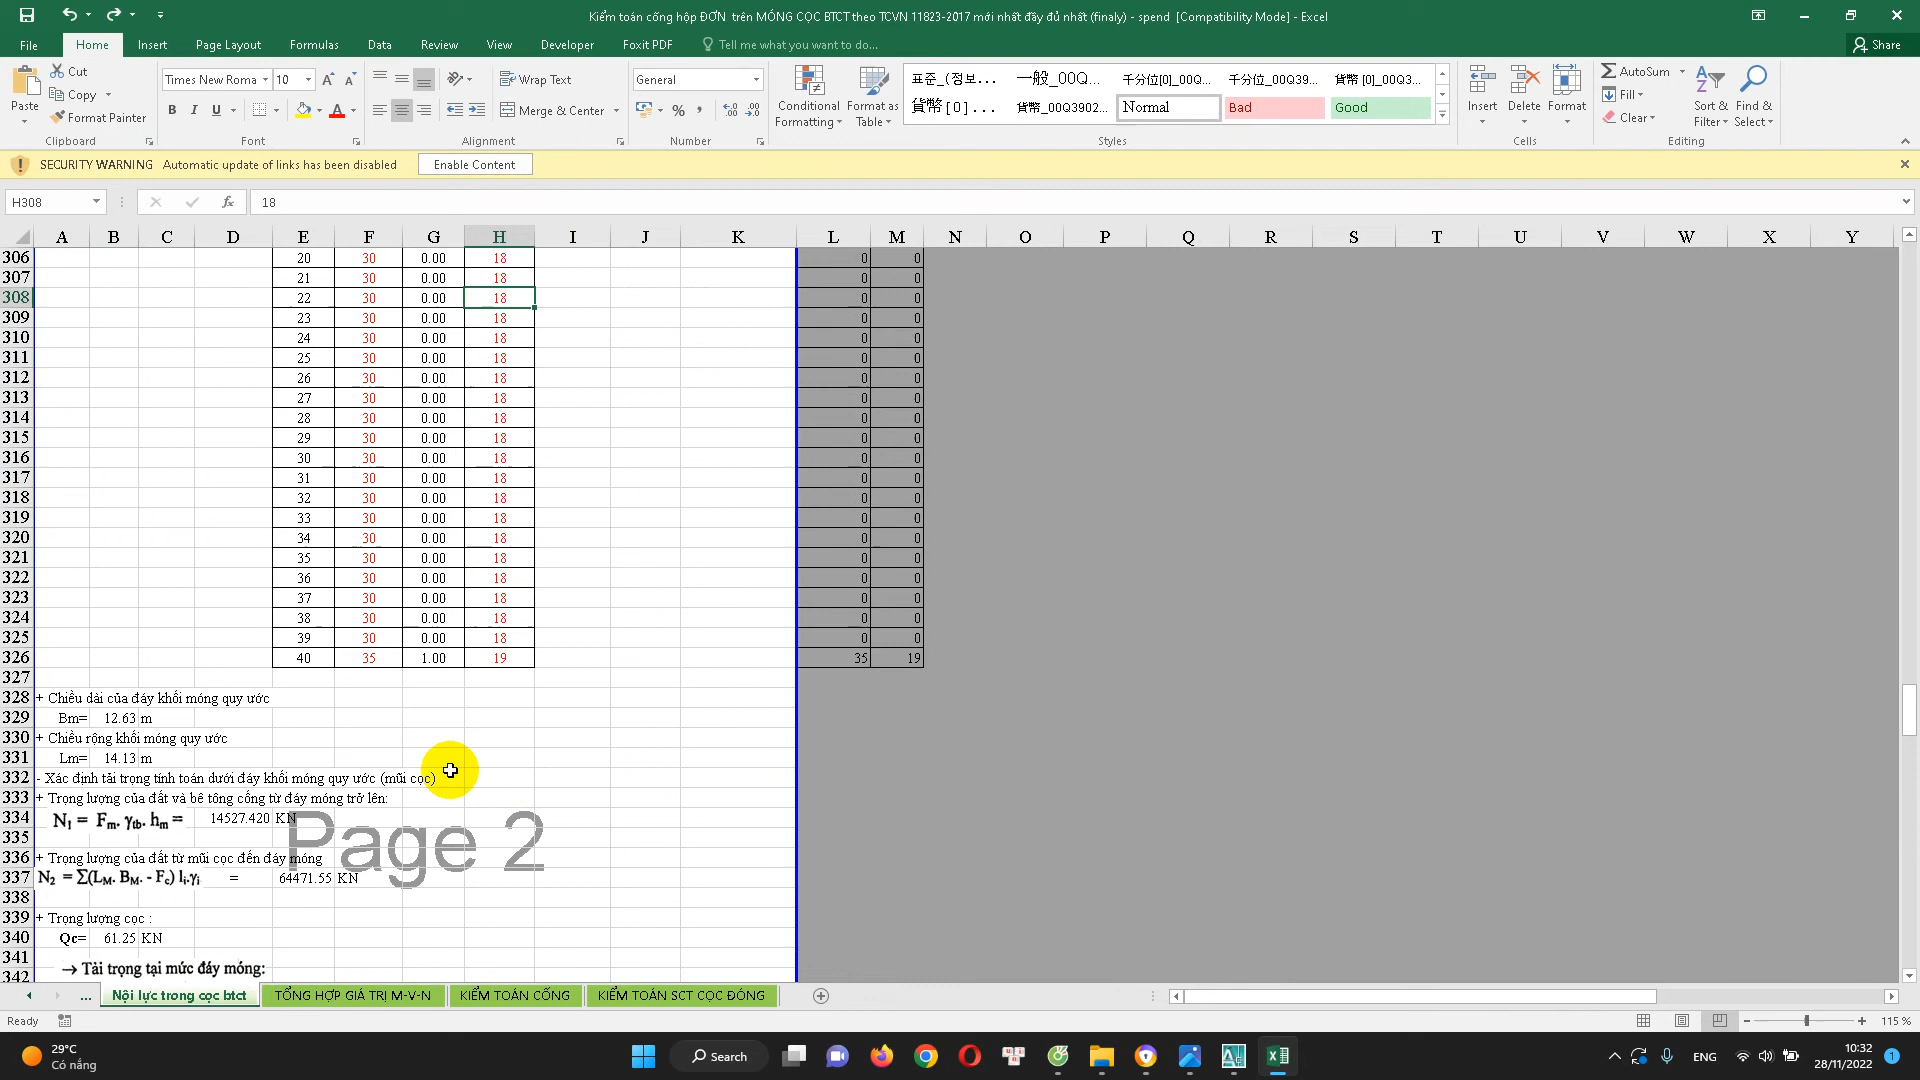 Kiểm toán cống hộp ĐƠN trên MÓNG CỌC BTCT theo TCVN 11823-2017 mới nhất đầy đủ nhất (finaly) - spend [Compatibility Mode] - Excel
File Home Insert Page Layout Formulas Data Review View Developer Foxit PDF Tell me what you want to do... Share
Paste Cut Copy Format Painter Clipboard
Times New Roma 10 B I U Font
Wrap Text Merge & Center Alignment
General % Number
Conditional Formatting Format as Table
표준_(정보... 一般_00Q... 千分位[0]_00Q... 千分位_00Q39... 貨幣 [0]_00Q3...
貨幣 [0] ... 貨幣_00Q3902... Normal Bad Good
Styles
Insert Delete Format Cells
AutoSum Fill Clear Sort & Filter Find & Select Editing
SECURITY WARNING Automatic update of links has been disabled Enable Content
H308 fx 18
A B C D E F G H I J K L M N O P Q R S T U V W X Y
306 20 30 0.00 18 0 0
307 21 30 0.00 18 0 0
308 22 30 0.00 18 0 0
309 23 30 0.00 18 0 0
310 24 30 0.00 18 0 0
311 25 30 0.00 18 0 0
312 26 30 0.00 18 0 0
313 27 30 0.00 18 0 0
314 28 30 0.00 18 0 0
315 29 30 0.00 18 0 0
316 30 30 0.00 18 0 0
317 31 30 0.00 18 0 0
318 32 30 0.00 18 0 0
319 33 30 0.00 18 0 0
320 34 30 0.00 18 0 0
321 35 30 0.00 18 0 0
322 36 30 0.00 18 0 0
323 37 30 0.00 18 0 0
324 38 30 0.00 18 0 0
325 39 30 0.00 18 0 0
326 40 35 1.00 19 35 19
327
328 + Chiều dài của đáy khối móng quy ước
329 Bm= 12.63 m
330 + Chiều rộng khối móng quy ước
331 Lm= 14.13 m
332 - Xác định tải trọng tính toán dưới đáy khối móng quy ước (mũi cọc)
333 + Trọng lượng của đất và bê tông cống từ đáy móng trở lên:
334 N₁ = Fₘ. γtb. hₘ = 14527.420 KN
335
Page 2
336 + Trọng lượng của đất từ mũi cọc đến đáy móng
337 N₂ = ∑(L_M. B_M. - F_c) lᵢ.γᵢ = 64471.55 KN
338
339 + Trọng lượng cọc :
340 Qc= 61.25 KN
341
342 → Tải trọng tại mức đáy móng:
... Nội lực trong cọc btct TỔNG HỢP GIÁ TRỊ M-V-N KIỂM TOÁN CỐNG KIỂM TOÁN SCT CỌC ĐÓNG
Ready 115 %
29°C
Có nắng
Search
ENG
10:32
28/11/2022
1